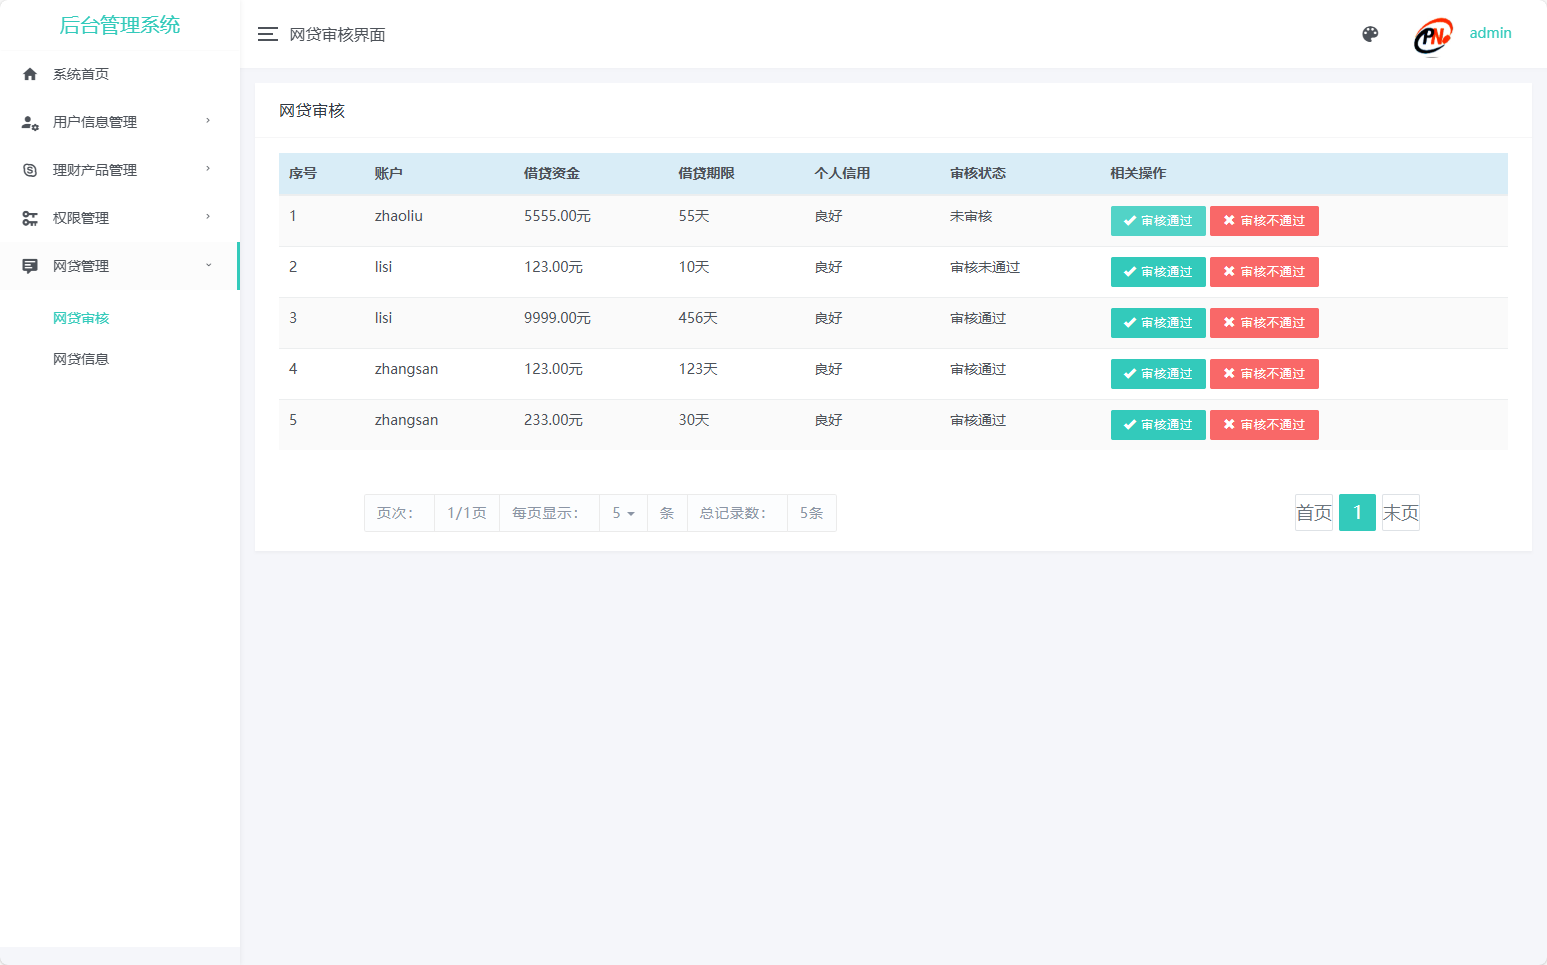 后台管理系统
系统首页
用户信息管理
理财产品管理
权限管理
网贷管理
网贷审核
网贷信息
网贷审核界面
PN
admin
网贷审核
序号 账户 借贷资金 借贷期限 个人信用 审核状态 相关操作
1 zhaoliu 5555.00元 55天 良好 未审核 审核通过 审核不通过
2 lisi 123.00元 10天 良好 审核未通过 审核通过 审核不通过
3 lisi 9999.00元 456天 良好 审核通过 审核通过 审核不通过
4 zhangsan 123.00元 123天 良好 审核通过 审核通过 审核不通过
5 zhangsan 233.00元 30天 良好 审核通过 审核通过 审核不通过
页次： 1/1页 每页显示： 5 条 总记录数： 5条 首页 1 末页